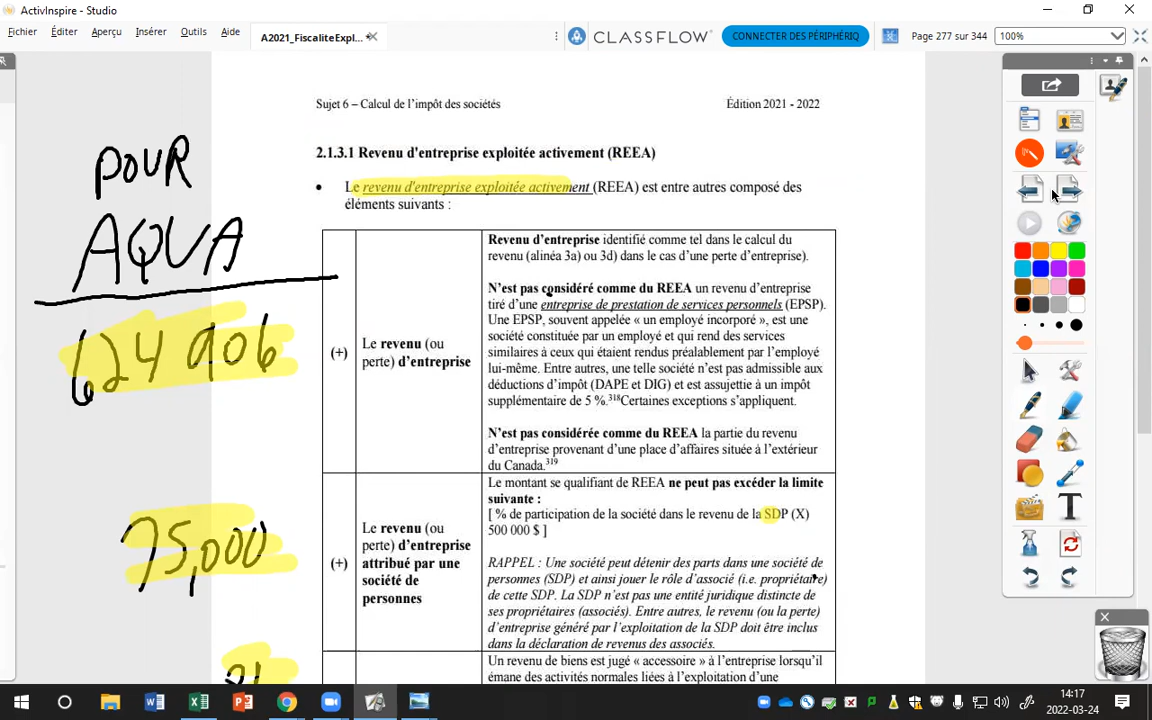 ActivInspire - Studio
Fichier Éditer Aperçu Insérer Outils Aide
A2021_FiscaliteExpl...
CLASSFLOW
CONNECTER DES PÉRIPHÉRIQ
Page 277 sur 344
100%
Sujet 6 – Calcul de l'impôt des sociétés
Édition 2021 - 2022
2.1.3.1 Revenu d'entreprise exploitée activement (REEA)
• Le revenu d'entreprise exploitée activement (REEA) est entre autres composé des
éléments suivants :
POUR
AQUA
624 906
75,000
(+)
Le revenu (ou
perte) d'entreprise
Revenu d'entreprise identifié comme tel dans le calcul du
revenu (alinéa 3a) ou 3d) dans le cas d'une perte d'entreprise).
N'est pas considéré comme du REEA un revenu d'entreprise
tiré d'une entreprise de prestation de services personnels (EPSP).
Une EPSP, souvent appelée « un employé incorporé », est une
société constituée par un employé et qui rend des services
similaires à ceux qui étaient rendus préalablement par l'employé
lui-même. Entre autres, une telle société n'est pas admissible aux
déductions d'impôt (DAPE et DIG) et est assujettie à un impôt
supplémentaire de 5 %.318Certaines exceptions s'appliquent.
N'est pas considérée comme du REEA la partie du revenu
d'entreprise provenant d'une place d'affaires située à l'extérieur
du Canada.319
(+)
Le revenu (ou
perte) d'entreprise
attribué par une
société de
personnes
Le montant se qualifiant de REEA ne peut pas excéder la limite
suivante :
[ % de participation de la société dans le revenu de la SDP (X)
500 000 $ ]
RAPPEL : Une société peut détenir des parts dans une société de
personnes (SDP) et ainsi jouer le rôle d'associé (i.e. propriétaire)
de cette SDP. La SDP n'est pas une entité juridique distincte de
ses propriétaires (associés). Entre autres, le revenu (ou la perte)
d'entreprise généré par l'exploitation de la SDP doit être inclus
dans la déclaration de revenus des associés.
Un revenu de biens est jugé « accessoire » à l'entreprise lorsqu'il
émane des activités normales liées à l'exploitation d'une
14:17
2022-03-24